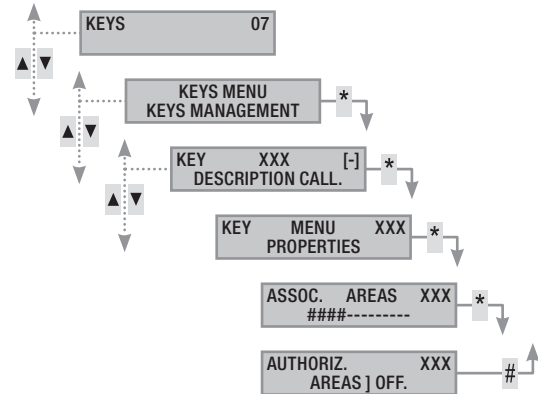 KEYS 07
▲ ▼
KEYS MENU
KEYS MANAGEMENT
*
▲ ▼
KEY XXX [-]
DESCRIPTION CALL.
*
▲ ▼
KEY MENU XXX
PROPERTIES
*
ASSOC. AREAS XXX
####---------
*
AUTHORIZ. XXX
AREAS ] OFF.
#